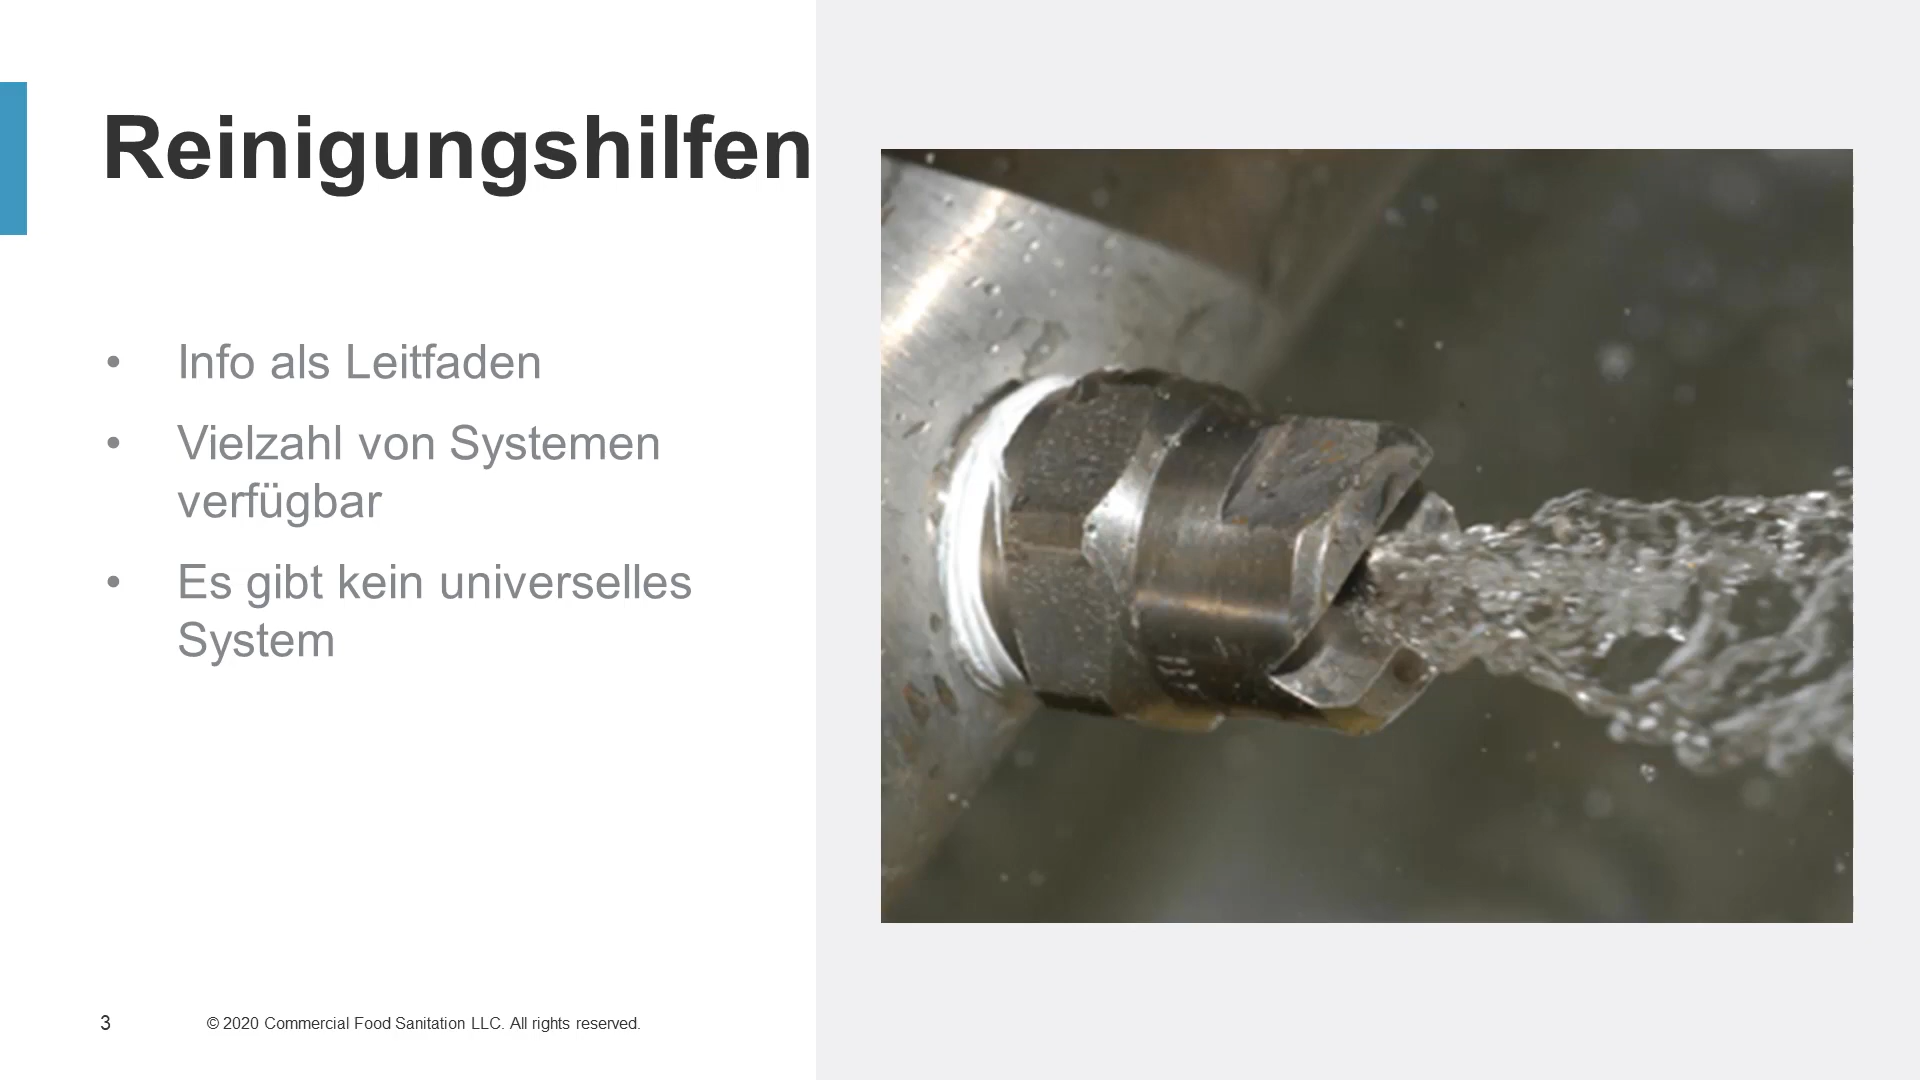 Reinigungshilfen
• Info als Leitfaden
• Vielzahl von Systemen
verfügbar
• Es gibt kein universelles
System
3 © 2020 Commercial Food Sanitation LLC. All rights reserved.